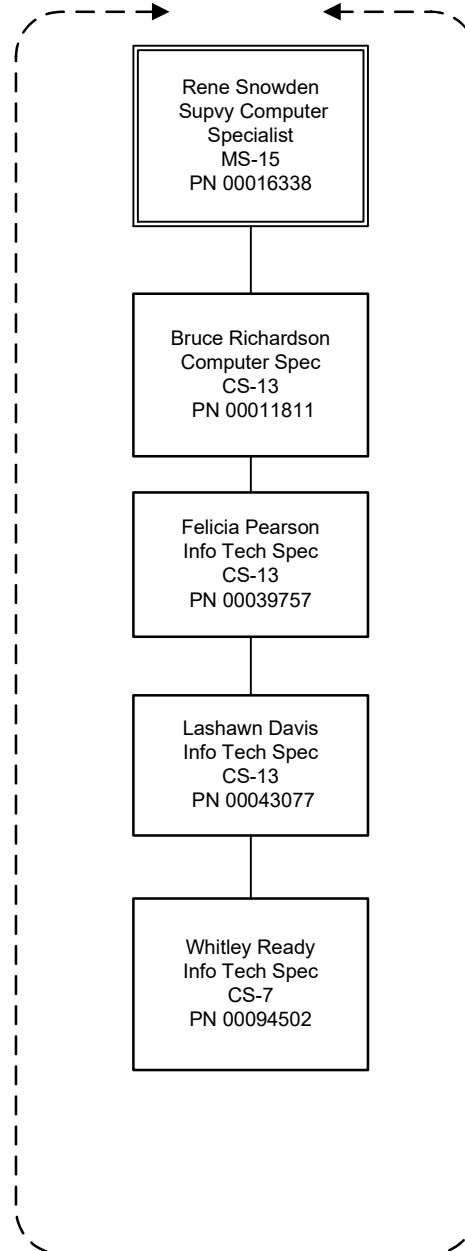 Rene Snowden
Supvy Computer
Specialist
MS-15
PN 00016338
Bruce Richardson
Computer Spec
CS-13
PN 00011811
Felicia Pearson
Info Tech Spec
CS-13
PN 00039757
Lashawn Davis
Info Tech Spec
CS-13
PN 00043077
Whitley Ready
Info Tech Spec
CS-7
PN 00094502